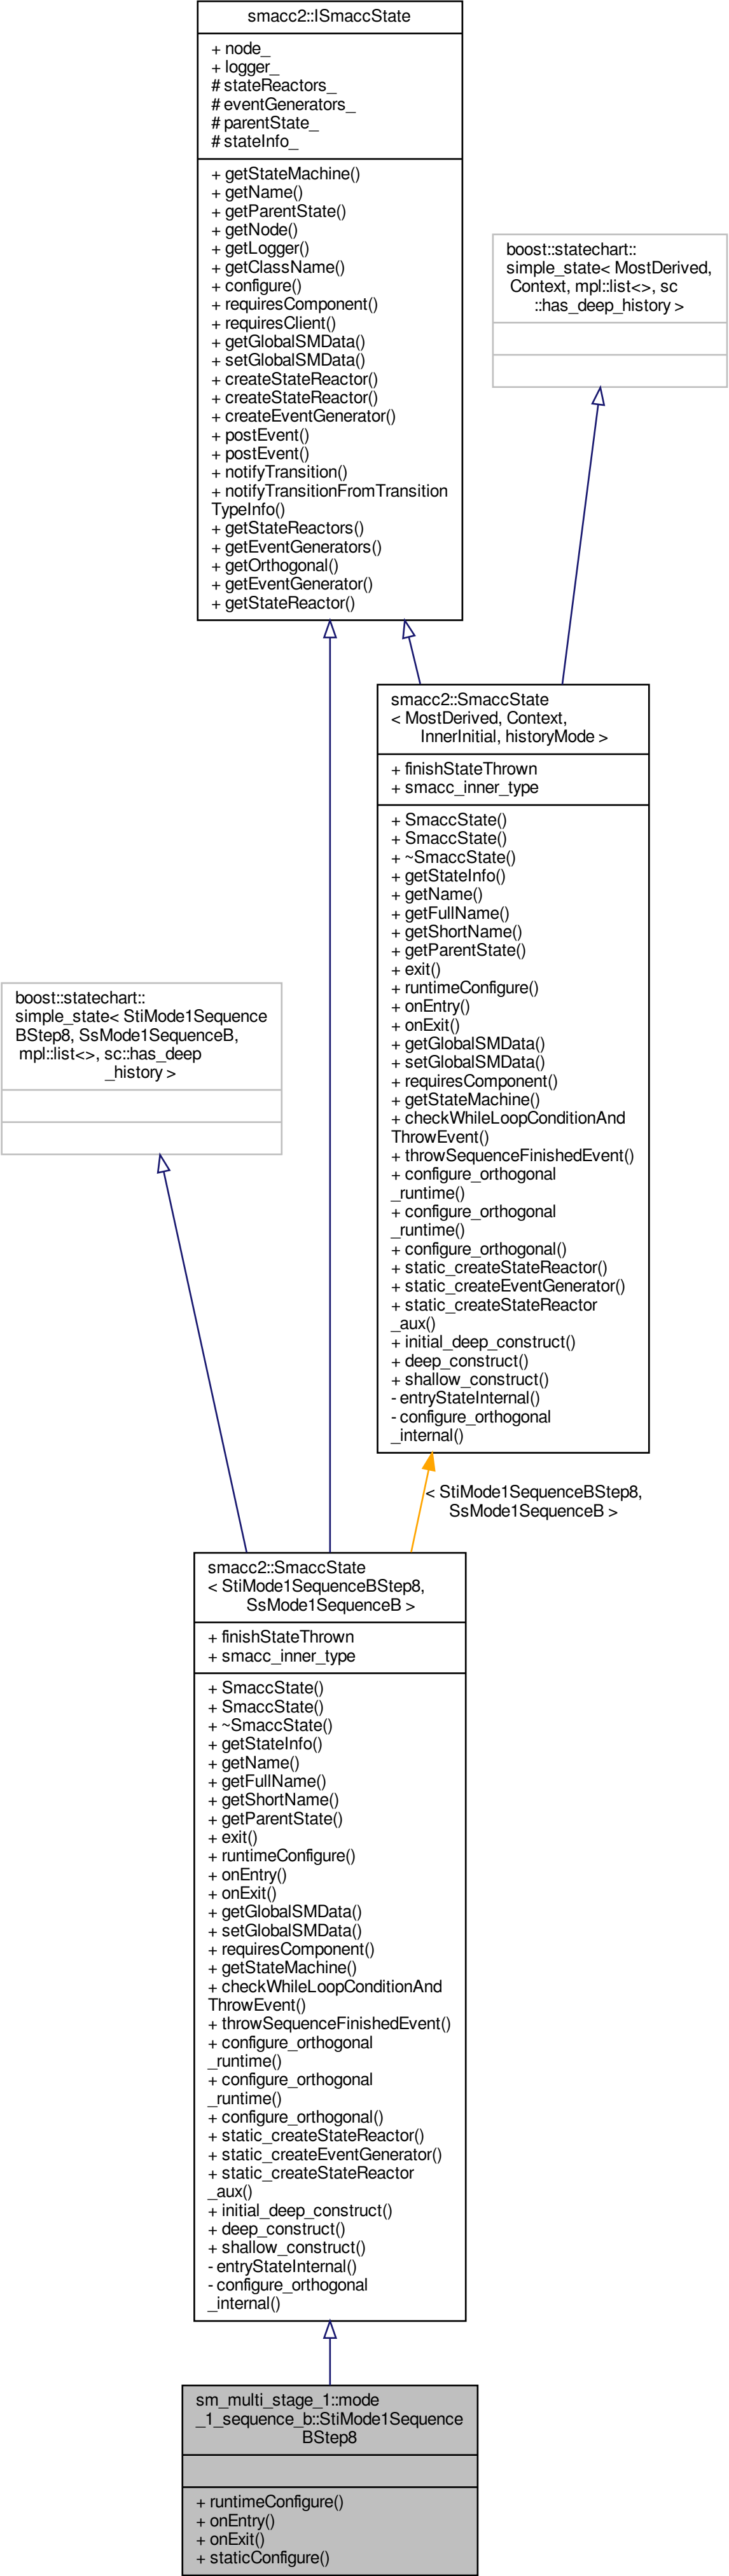 smacc2::ISmaccState
+ node_
+ logger_
# stateReactors_
# eventGenerators_
# parentState_
# stateInfo_
+ getStateMachine()
+ getName()
+ getParentState()
+ getNode()
+ getLogger()
+ getClassName()
+ configure()
+ requiresComponent()
+ requiresClient()
+ getGlobalSMData()
+ setGlobalSMData()
+ createStateReactor()
+ createStateReactor()
+ createEventGenerator()
+ postEvent()
+ postEvent()
+ notifyTransition()
+ notifyTransitionFromTransition
TypeInfo()
+ getStateReactors()
+ getEventGenerators()
+ getOrthogonal()
+ getEventGenerator()
+ getStateReactor()
boost::statechart::
simple_state< MostDerived,
Context, mpl::list<>, sc
::has_deep_history >
smacc2::SmaccState
< MostDerived, Context,
InnerInitial, historyMode >
+ finishStateThrown
+ smacc_inner_type
+ SmaccState()
+ SmaccState()
+ ~SmaccState()
+ getStateInfo()
+ getName()
+ getFullName()
+ getShortName()
+ getParentState()
+ exit()
+ runtimeConfigure()
+ onEntry()
+ onExit()
+ getGlobalSMData()
+ setGlobalSMData()
+ requiresComponent()
+ getStateMachine()
+ checkWhileLoopConditionAnd
ThrowEvent()
+ throwSequenceFinishedEvent()
+ configure_orthogonal
_runtime()
+ configure_orthogonal
_runtime()
+ configure_orthogonal()
+ static_createStateReactor()
+ static_createEventGenerator()
+ static_createStateReactor
_aux()
+ initial_deep_construct()
+ deep_construct()
+ shallow_construct()
- entryStateInternal()
- configure_orthogonal
_internal()
boost::statechart::
simple_state< StiMode1Sequence
BStep8, SsMode1SequenceB,
mpl::list<>, sc::has_deep
_history >
< StiMode1SequenceBStep8,
SsMode1SequenceB >
smacc2::SmaccState
< StiMode1SequenceBStep8,
SsMode1SequenceB >
+ finishStateThrown
+ smacc_inner_type
+ SmaccState()
+ SmaccState()
+ ~SmaccState()
+ getStateInfo()
+ getName()
+ getFullName()
+ getShortName()
+ getParentState()
+ exit()
+ runtimeConfigure()
+ onEntry()
+ onExit()
+ getGlobalSMData()
+ setGlobalSMData()
+ requiresComponent()
+ getStateMachine()
+ checkWhileLoopConditionAnd
ThrowEvent()
+ throwSequenceFinishedEvent()
+ configure_orthogonal
_runtime()
+ configure_orthogonal
_runtime()
+ configure_orthogonal()
+ static_createStateReactor()
+ static_createEventGenerator()
+ static_createStateReactor
_aux()
+ initial_deep_construct()
+ deep_construct()
+ shallow_construct()
- entryStateInternal()
- configure_orthogonal
_internal()
sm_multi_stage_1::mode
_1_sequence_b::StiMode1Sequence
BStep8
+ runtimeConfigure()
+ onEntry()
+ onExit()
+ staticConfigure()